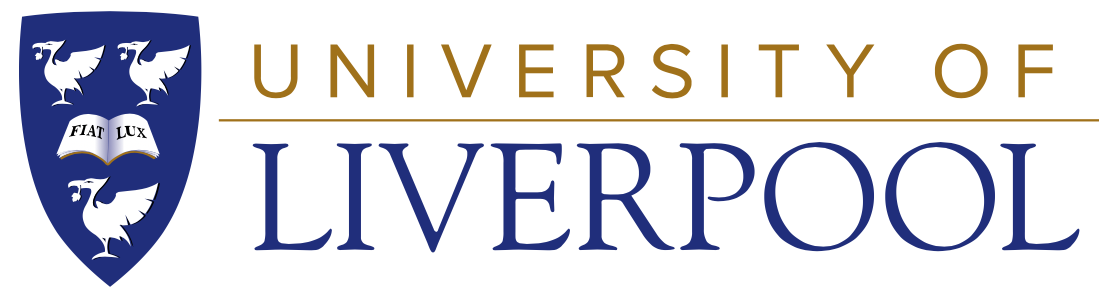 FIAT LUX
UNIVERSITY OF
LIVERPOOL